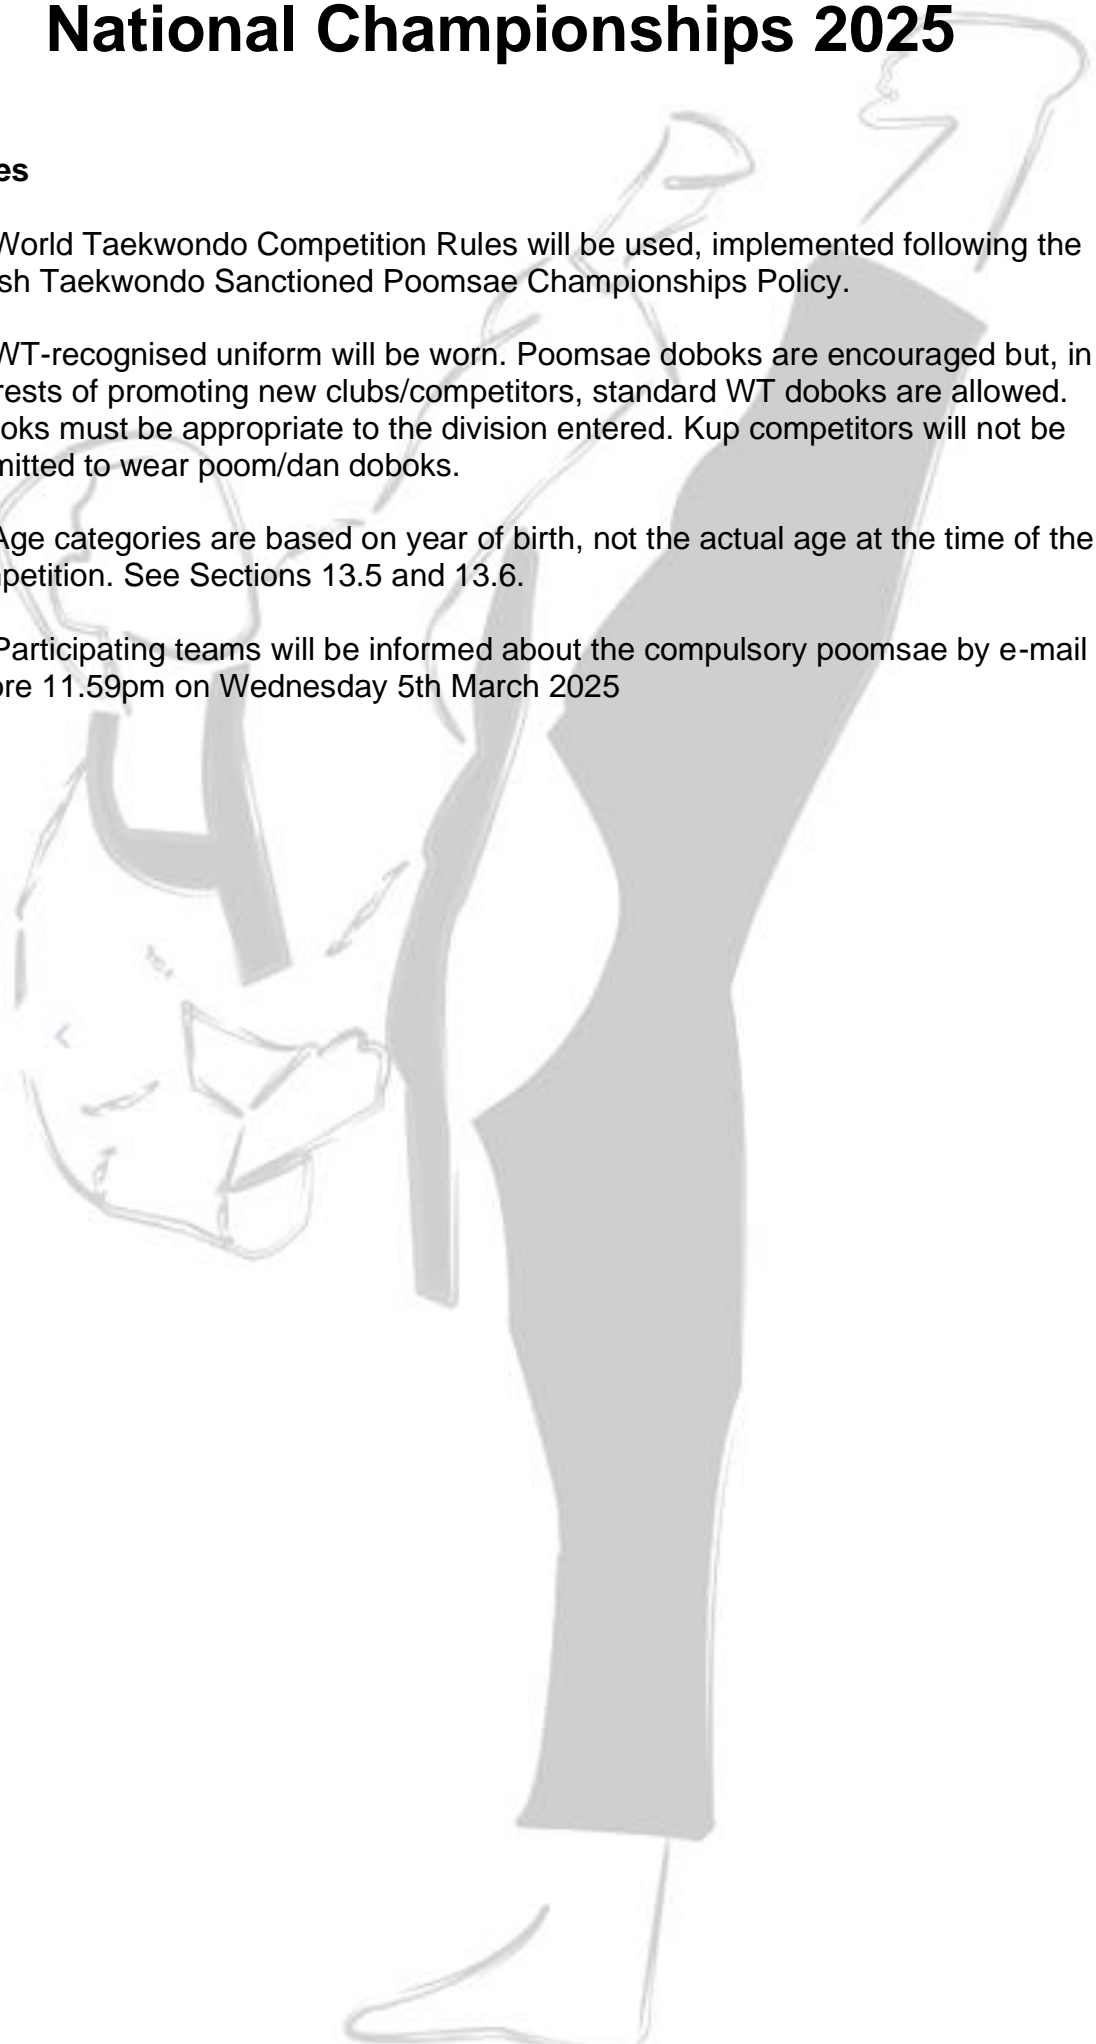 National Championships 2025
es
World Taekwondo Competition Rules will be used, implemented following the
sh Taekwondo Sanctioned Poomsae Championships Policy.
WT-recognised uniform will be worn. Poomsae doboks are encouraged but, in
rests of promoting new clubs/competitors, standard WT doboks are allowed.
oks must be appropriate to the division entered. Kup competitors will not be
mitted to wear poom/dan doboks.
Age categories are based on year of birth, not the actual age at the time of the
petition. See Sections 13.5 and 13.6.
Participating teams will be informed about the compulsory poomsae by e-mail
ore 11.59pm on Wednesday 5th March 2025